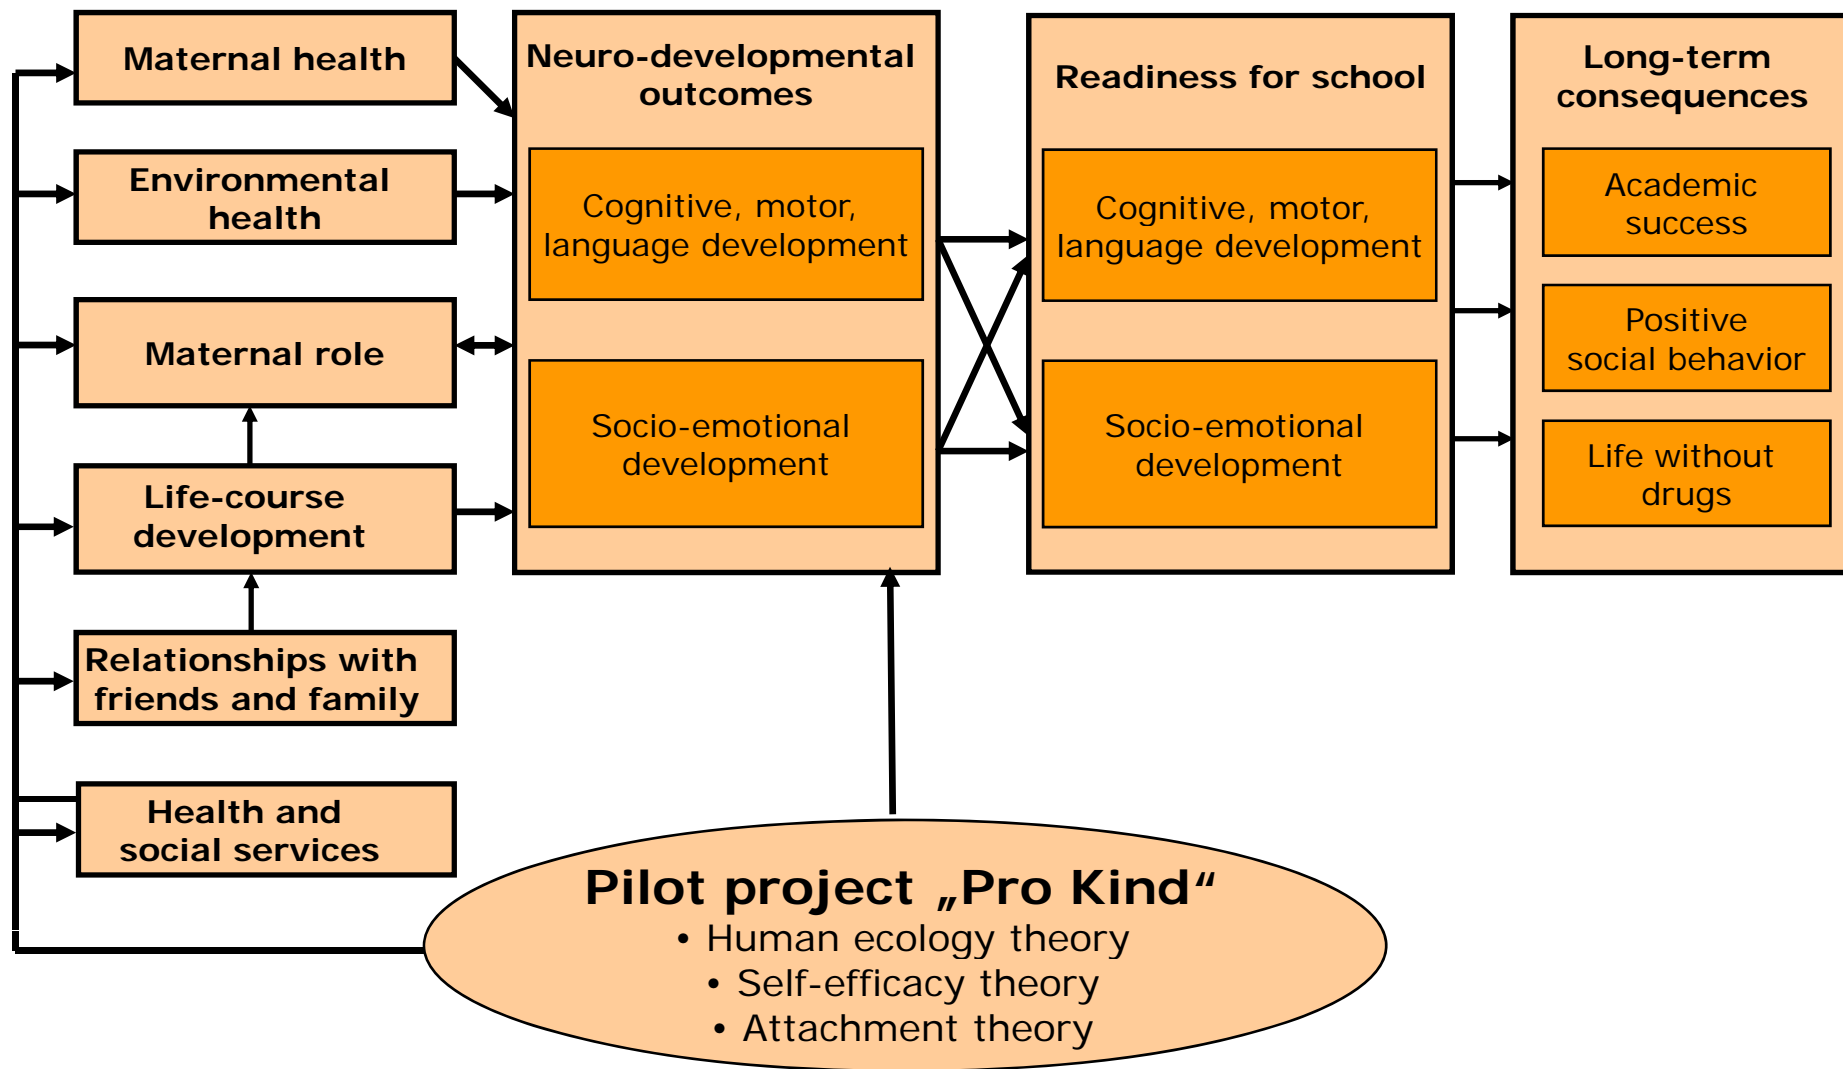 Maternal health
Environmental
health
Maternal role
Life-course
development
Relationships with
friends and family
Health and
social services
Neuro-developmental
outcomes
Cognitive, motor,
language development
Socio-emotional
development
Readiness for school
Cognitive, motor,
language development
Socio-emotional
development
Long-term
consequences
Academic
success
Positive
social behavior
Life without
drugs
Pilot project „Pro Kind“
• Human ecology theory
• Self-efficacy theory
• Attachment theory